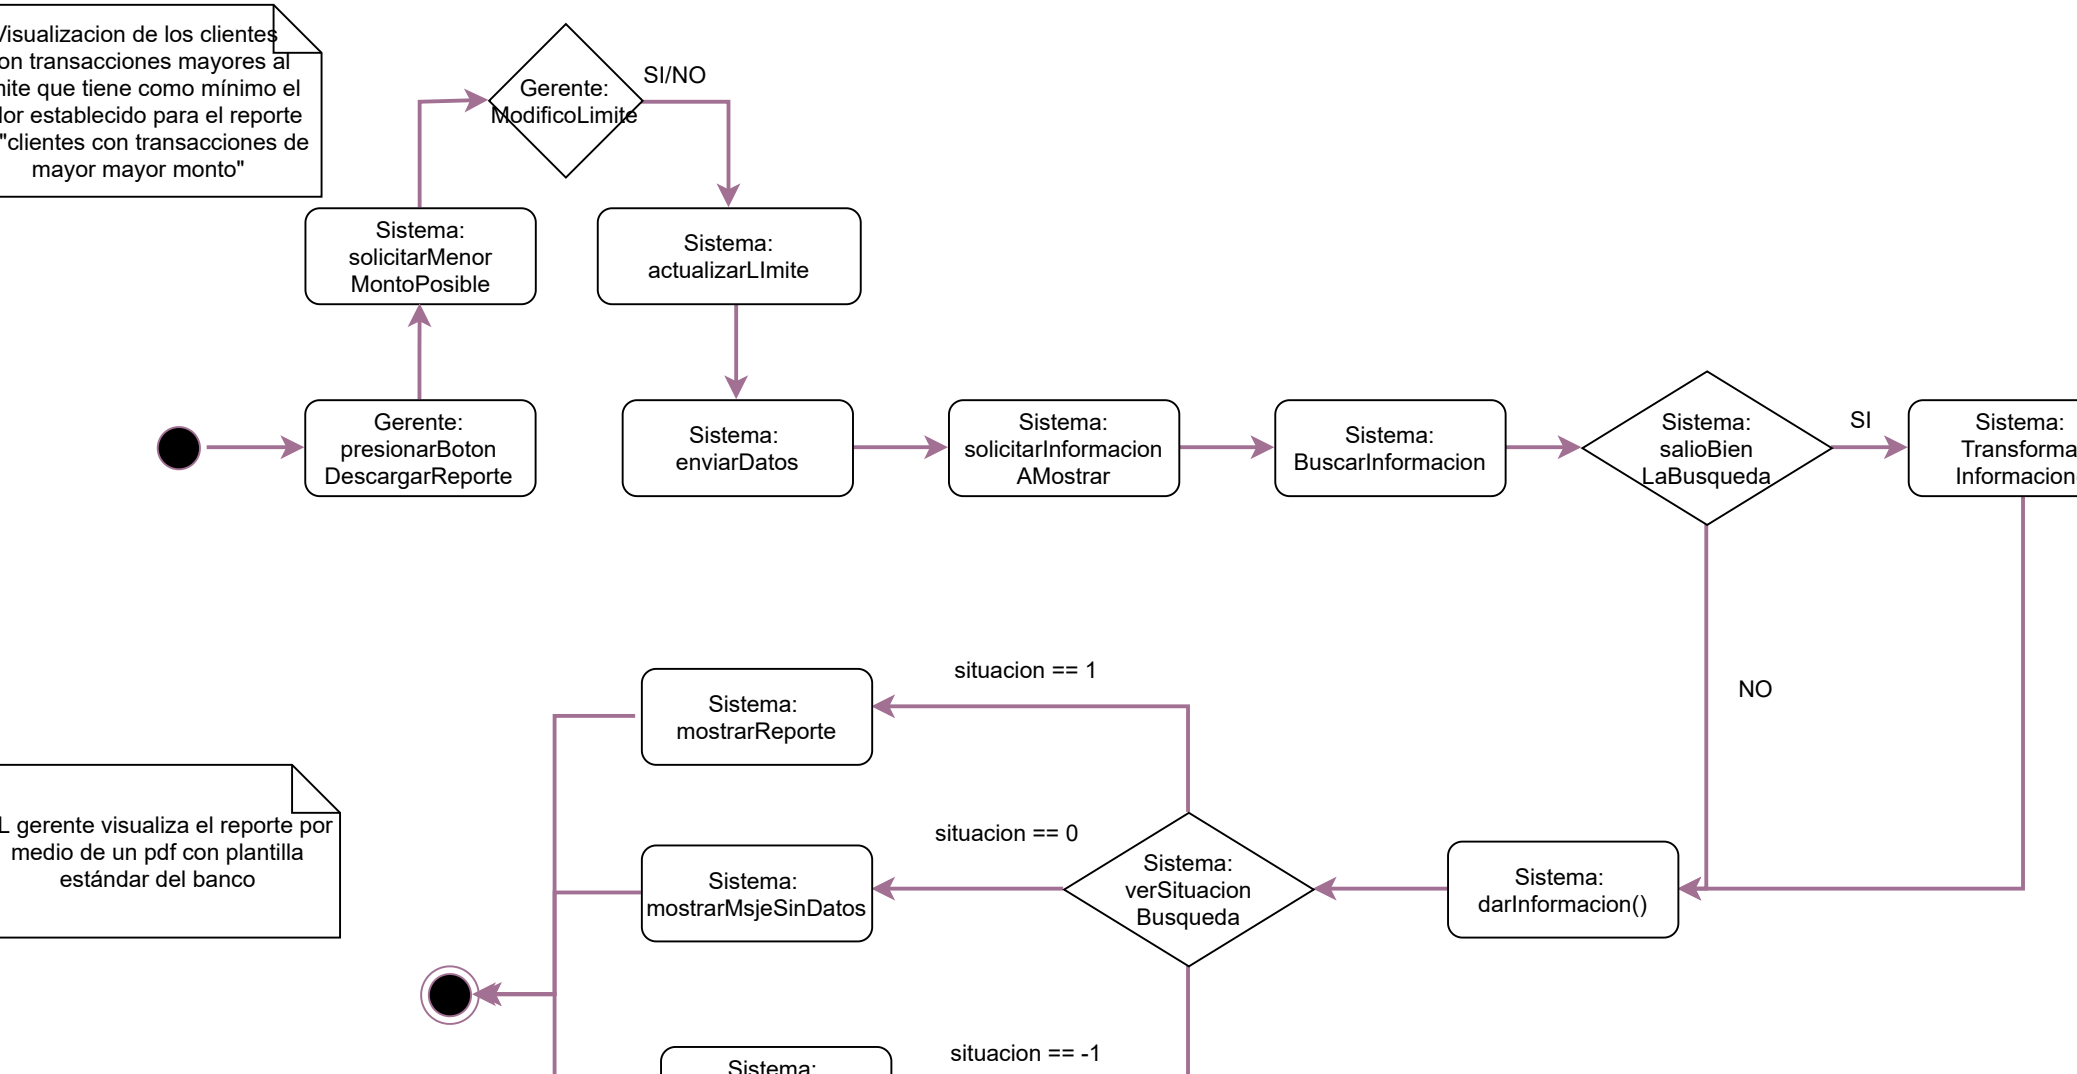 Visualizacion de los clientes
transacciones mayores al
que tiene como mínimo el
establecido para el reporte
"clientes con transacciones de
mayor mayor monto"
Gerente:
ModificoLimite
SI/NO
Sistema:
solicitarMenor
MontoPosible
Sistema:
actualizarLImite
Gerente:
presionarBoton
DescargarReporte
Sistema:
enviarDatos
Sistema:
solicitarInformacion
AMostrar
Sistema:
BuscarInformacion
Sistema:
salioBien
LaBusqueda
SI
Sistema:
Transforma
Informacion
NO
situacion == 1
Sistema:
mostrarReporte
situacion == 0
Sistema:
mostrarMsjeSinDatos
Sistema:
verSituacion
Busqueda
Sistema:
darInformacion()
gerente visualiza el reporte por
medio de un pdf con plantilla
estándar del banco
situacion == -1
Sistema: